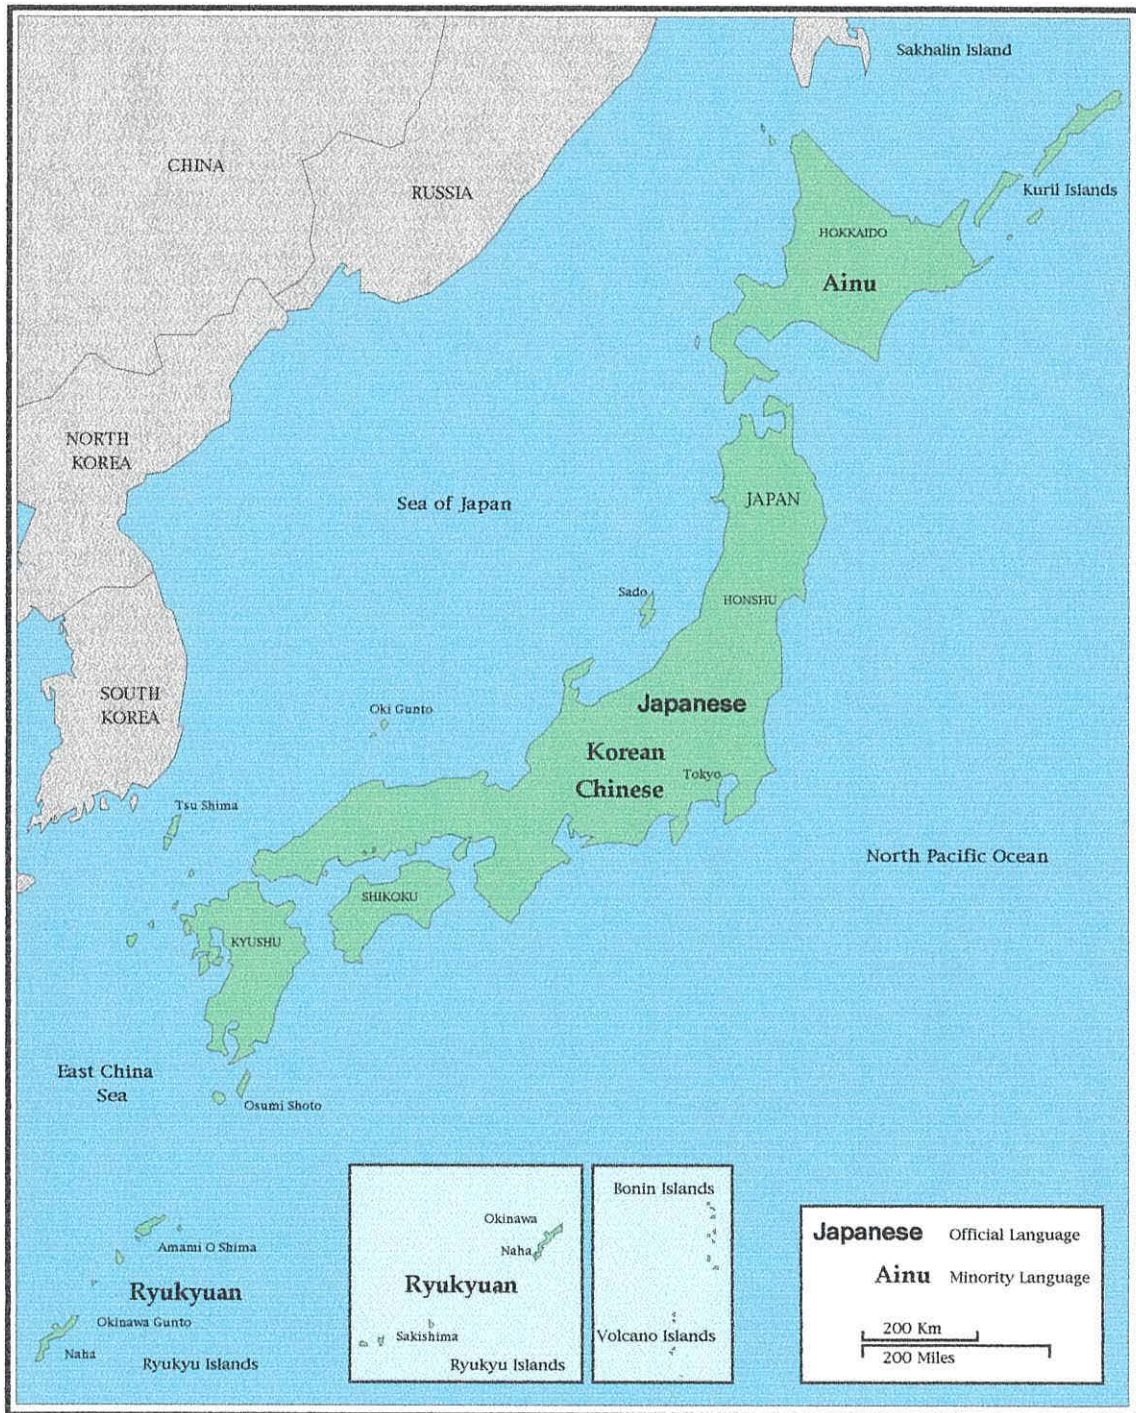 Sakhalin Island
CHINA
RUSSIA
Kuril Islands
HOKKAIDO
Ainu
NORTH
KOREA
Sea of Japan
JAPAN
Sado
HONSHU
SOUTH
KOREA
Oki Gunto
Japanese
Korean
Chinese
Tokyo
Tsu Shima
North Pacific Ocean
SHIKOKU
KYUSHU
East China
Sea
Osumi Shoto
Amami O Shima
Ryukyuan
Okinawa Gunto
Naha
Ryukyu Islands
Okinawa
Naha
Ryukyuan
Sakishima
Ryukyu Islands
Bonin Islands
Volcano Islands
Japanese Official Language
Ainu Minority Language
200 Km
200 Miles